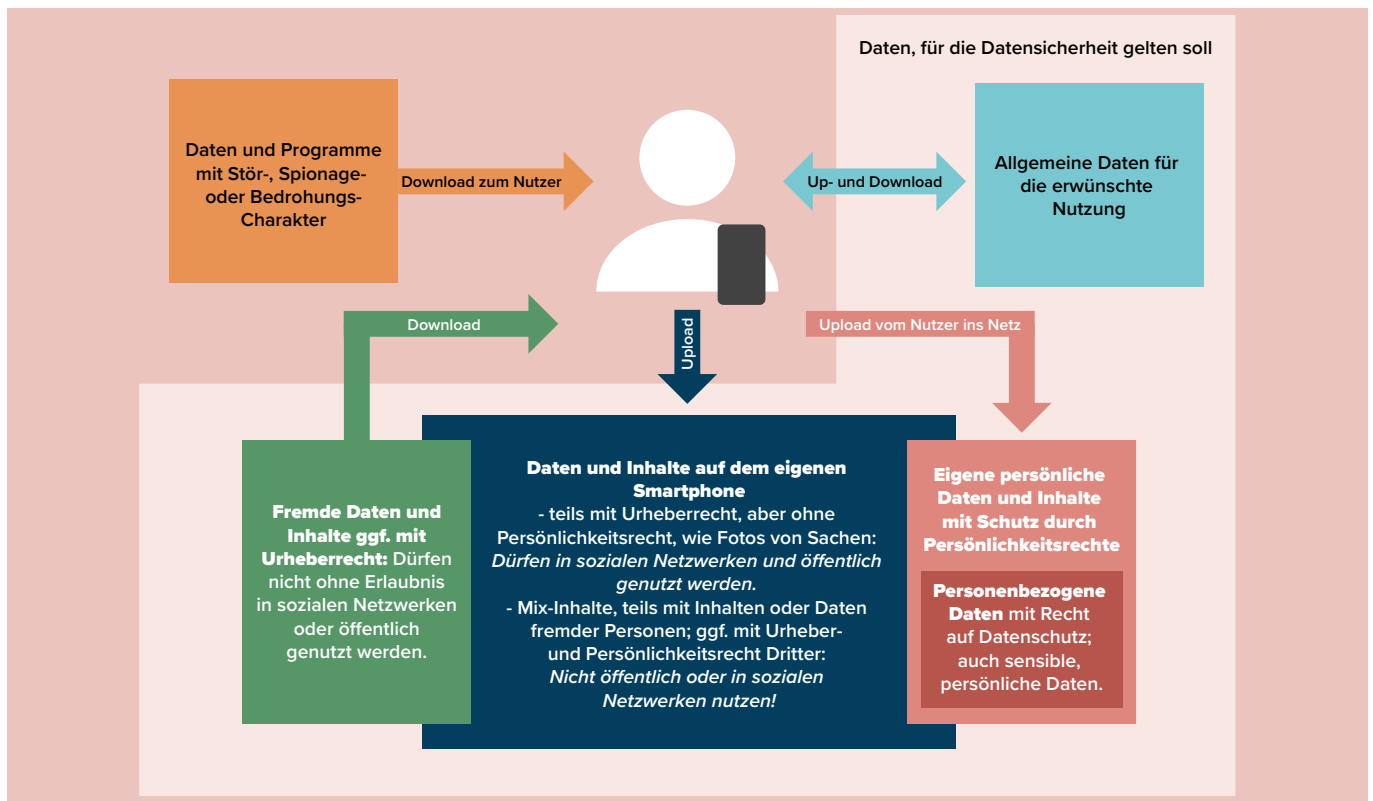 Daten, für die Datensicherheit gelten soll
Daten und Programme
mit Stör-, Spionage-
oder Bedrohungs-
Charakter
Download zum Nutzer
Up- und Download
Allgemeine Daten für
die erwünschte
Nutzung
Download
Upload
Upload vom Nutzer ins Netz
Fremde Daten und
Inhalte ggf. mit
Urheberrecht: Dürfen
nicht ohne Erlaubnis
in sozialen Netzwerken
oder öffentlich
genutzt werden.
Daten und Inhalte auf dem eigenen
Smartphone
- teils mit Urheberrecht, aber ohne
Persönlichkeitsrecht, wie Fotos von Sachen:
Dürfen in sozialen Netzwerken und öffentlich
genutzt werden.
- Mix-Inhalte, teils mit Inhalten oder Daten
fremder Personen; ggf. mit Urheber-
und Persönlichkeitsrecht Dritter:
Nicht öffentlich oder in sozialen
Netzwerken nutzen!
Eigene persönliche
Daten und Inhalte
mit Schutz durch
Persönlichkeitsrechte
Personenbezogene
Daten mit Recht
auf Datenschutz;
auch sensible,
persönliche Daten.